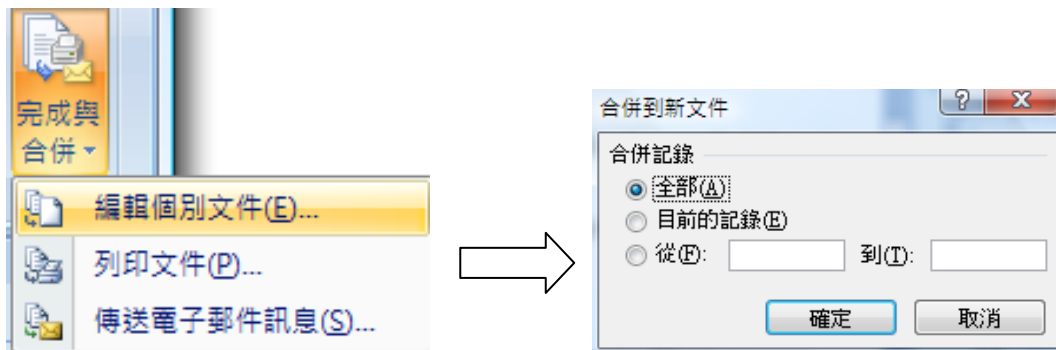 完成與
合併
編輯個別文件(E)...
列印文件(P)...
傳送電子郵件訊息(S)...
合併到新文件
? X
合併記錄
全部(A)
目前的記錄(E)
從(F): 到(T):
確定 取消